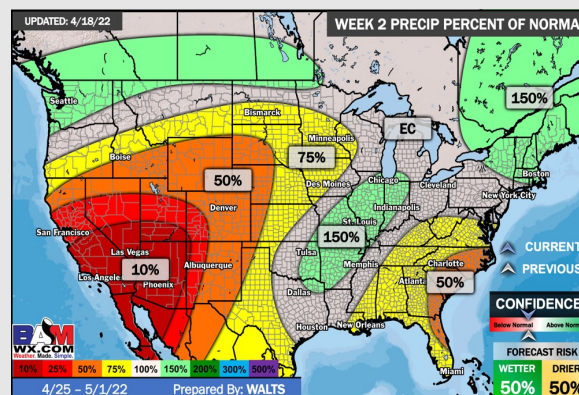 UPDATED: 4/18/22
WEEK 2 PRECIP PERCENT OF NORMA
Seattle
150%
Bismarck
EC
Minneapolis
75%
Boise
Boston
50%
Des Moines
Chicago
Cleveland
New York City
Denver
Indianapolis
San Francisco
St. Louis
150%
CURRENT
Las Vegas
Tulsa
10%
Albuquerque
Memphis
Charlotte
PREVIOUS
Los Angeles
Phoenix
Atlanta
50%
Dallas
CONFIDENCE
Houston
New Orleans
Below Normal
Above Norm
BAM
WX.COM
Weather. Made. Simple.
FORECAST RISK
Miami
WETTER
DRIER
10% 25% 50% 75% 100% 150% 200% 300% 500%
50%
50%
4/25 - 5/1/22
Prepared By: WALTS